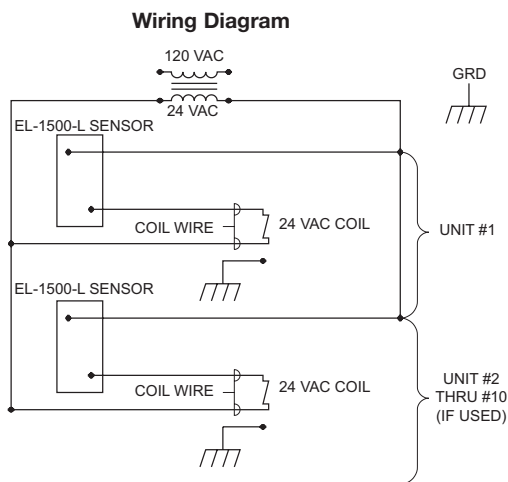 Wiring Diagram
120 VAC
GRD
24 VAC
EL-1500-L SENSOR
COIL WIRE
24 VAC COIL
UNIT #1
EL-1500-L SENSOR
COIL WIRE
24 VAC COIL
UNIT #2
THRU #10
(IF USED)